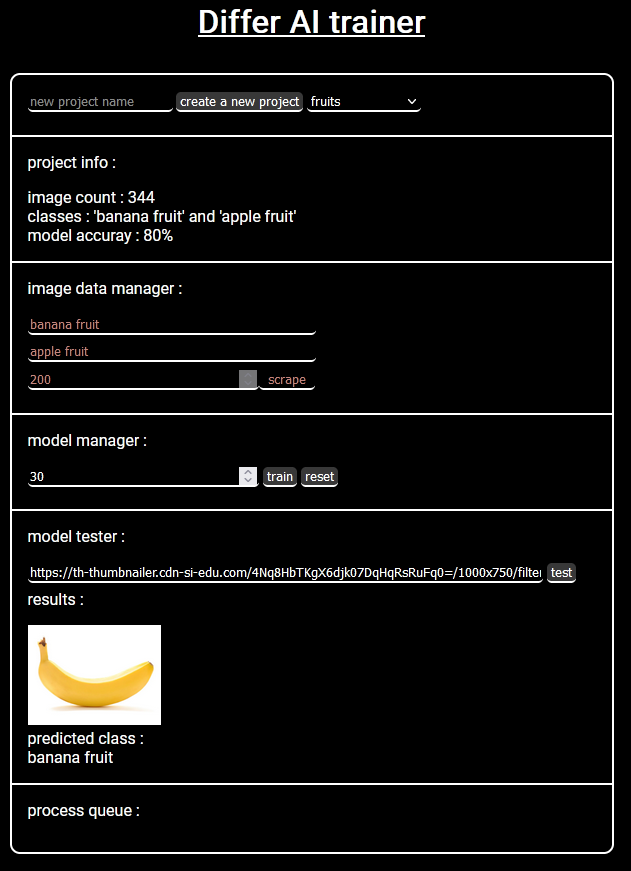 Differ AI trainer
new project name create a new project fruits
project info :
image count : 344
classes : 'banana fruit' and 'apple fruit'
model accuray : 80%
image data manager :
banana fruit
apple fruit
200 scrape
model manager :
30 train reset
model tester :
https://th-thumbnailer.cdn-si-edu.com/4Nq8HbTKgX6djk07DqHqRsRuFq0=/1000x750/filter test
results :
predicted class :
banana fruit
process queue :